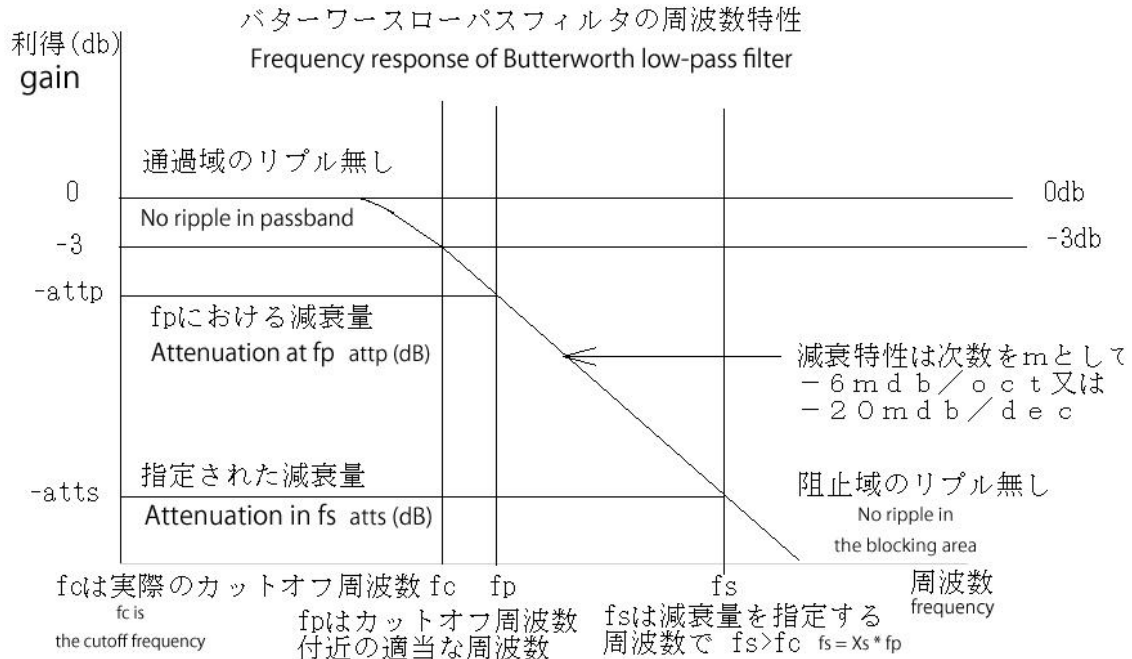 バターワースローパスフィルタの周波数特性
利得(db)
gain
Frequency response of Butterworth low-pass filter
通過域のリプル無し
0
0db
No ripple in passband
-3
-3db
-attp
fpにおける減衰量
Attenuation at fp attp (dB)
減衰特性は次数をmとして
－６ｍｄｂ／ｏｃｔ又は
－２０ｍｄｂ／ｄｅｃ
指定された減衰量
-atts
阻止域のリプル無し
Attenuation in fs atts (dB)
No ripple in
the blocking area
fcは実際のカットオフ周波数 fc fp fs 周波数
frequency
fc is
the cutoff frequency
fpはカットオフ周波数
付近の適当な周波数
fsは減衰量を指定する
周波数で fs>fc fs = Xs * fp